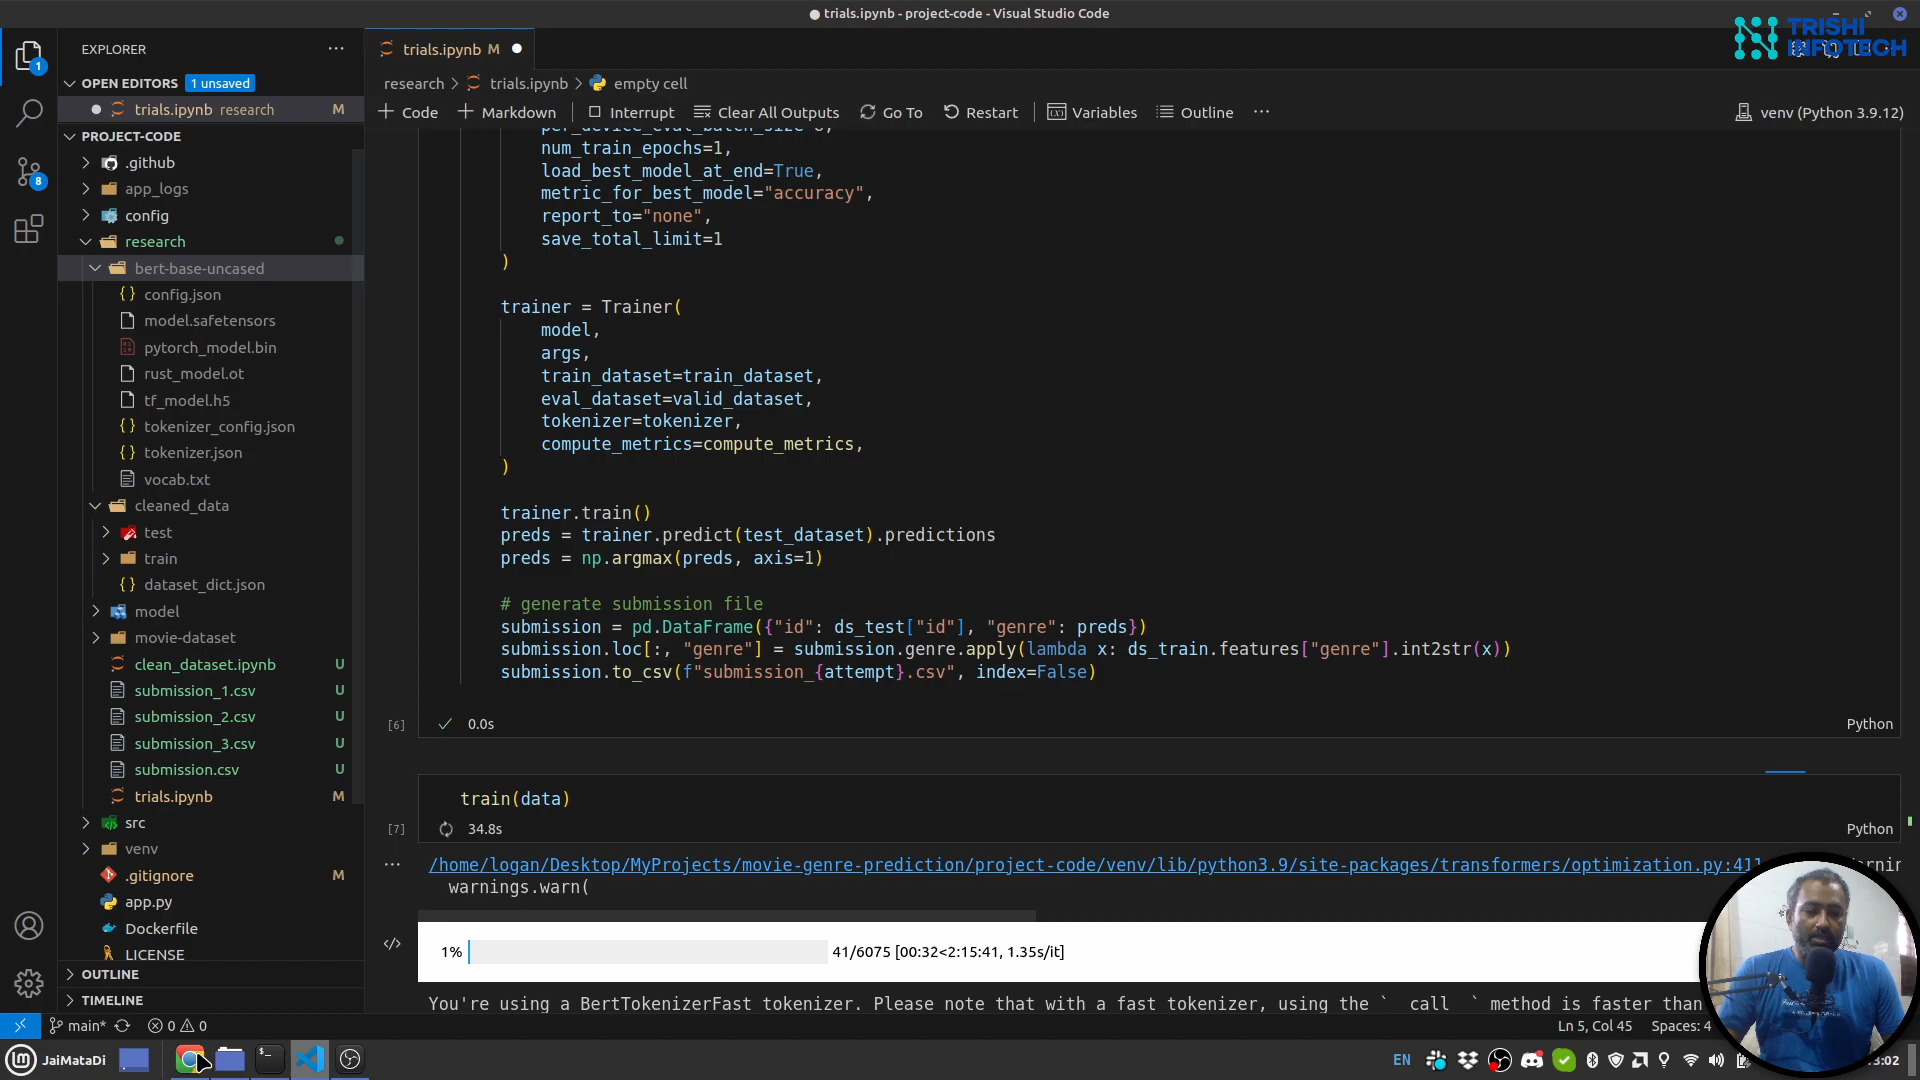 trials.ipynb - project-code - Visual Studio Code
TRISHI
INFOTECH
EXPLORER
trials.ipynb M
OPEN EDITORS 1 unsaved
research > trials.ipynb > empty cell
trials.ipynb research M
Code Markdown Interrupt Clear All Outputs Go To Restart Variables Outline venv (Python 3.9.12)
PROJECT-CODE
.github
app_logs
config
research
bert-base-uncased
config.json
model.safetensors
pytorch_model.bin
rust_model.ot
tf_model.h5
tokenizer_config.json
tokenizer.json
vocab.txt
cleaned_data
test
train
dataset_dict.json
model
movie-dataset
clean_dataset.ipynb U
submission_1.csv U
submission_2.csv U
submission_3.csv U
submission.csv U
trials.ipynb M
src
venv
.gitignore M
app.py
Dockerfile
LICENSE
OUTLINE
TIMELINE
num_train_epochs=1,
load_best_model_at_end=True,
metric_for_best_model="accuracy",
report_to="none",
save_total_limit=1
)
trainer = Trainer(
model,
args,
train_dataset=train_dataset,
eval_dataset=valid_dataset,
tokenizer=tokenizer,
compute_metrics=compute_metrics,
)
trainer.train()
preds = trainer.predict(test_dataset).predictions
preds = np.argmax(preds, axis=1)
# generate submission file
submission = pd.DataFrame({"id": ds_test["id"], "genre": preds})
submission.loc[:, "genre"] = submission.genre.apply(lambda x: ds_train.features["genre"].int2str(x))
submission.to_csv(f"submission_{attempt}.csv", index=False)
[6] 0.0s Python
train(data)
[7] 34.8s Python
/home/logan/Desktop/MyProjects/movie-genre-prediction/project-code/venv/lib/python3.9/site-packages/transformers/optimization.py:411
warnings.warn(
1% 41/6075 [00:32<2:15:41, 1.35s/it]
You're using a BertTokenizerFast tokenizer. Please note that with a fast tokenizer, using the `__call__` method is faster than
main* 0 0 Ln 5, Col 45 Spaces: 4
JaiMataDi EN